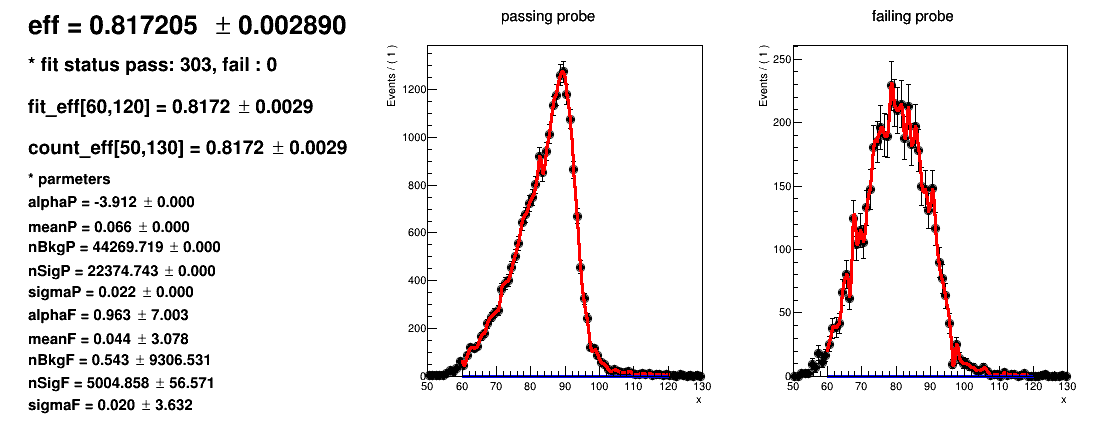 eff = 0.817205 ± 0.002890
* fit status pass: 303, fail : 0
fit_eff[60,120] = 0.8172 ± 0.0029
count_eff[50,130] = 0.8172 ± 0.0029
* parmeters
alphaP = -3.912 ± 0.000
meanP = 0.066 ± 0.000
nBkgP = 44269.719 ± 0.000
nSigP = 22374.743 ± 0.000
sigmaP = 0.022 ± 0.000
alphaF = 0.963 ± 7.003
meanF = 0.044 ± 3.078
nBkgF = 0.543 ± 9306.531
nSigF = 5004.858 ± 56.571
sigmaF = 0.020 ± 3.632
passing probe
Events / ( 1 )
1200
1000
800
600
400
200
0
50 60 70 80 90 100 110 120 130
x
failing probe
Events / ( 1 )
250
200
150
100
50
0
50 60 70 80 90 100 110 120 130
x